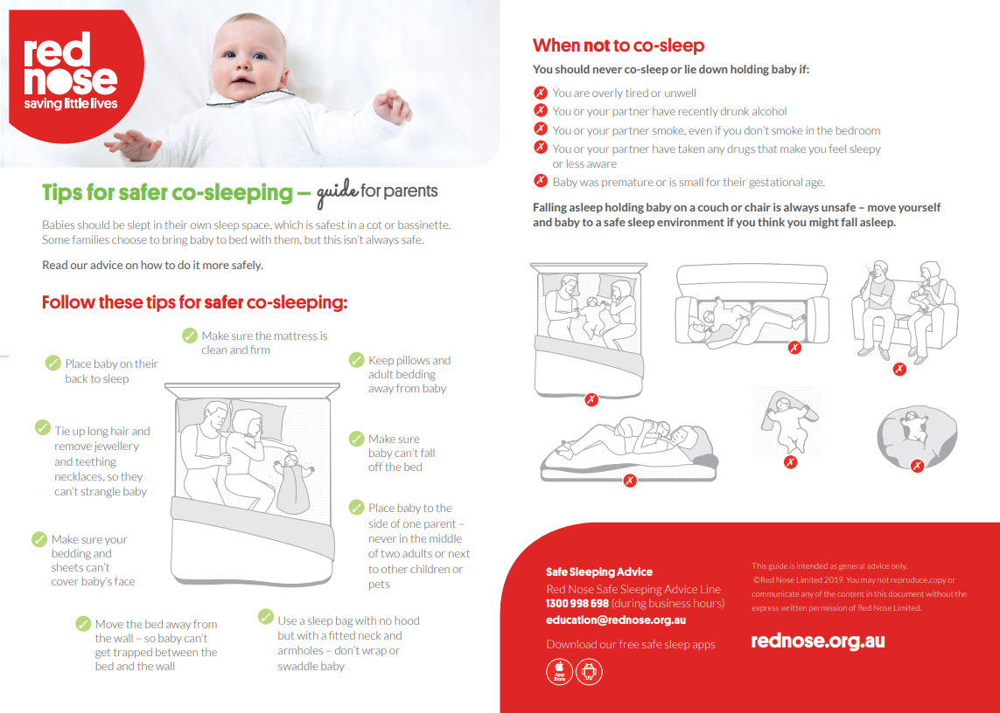 red
nose
saving little lives
Tips for safer co-sleeping – guide for parents
Babies should be slept in their own sleep space, which is safest in a cot or bassinette.
Some families choose to bring baby to bed with them, but this isn't always safe.
Read our advice on how to do it more safely.
Follow these tips for safer co-sleeping:
Make sure the mattress is
clean and firm
Place baby on their
back to sleep
Keep pillows and
adult bedding
away from baby
Tie up long hair and
remove jewellery
and teething
necklaces, so they
can't strangle baby
Make sure
baby can't fall
off the bed
Place baby to the
side of one parent –
never in the middle
of two adults or next
to other children or
pets
Make sure your
bedding and
sheets can't
cover baby's face
Move the bed away from
the wall – so baby can't
get trapped between the
bed and the wall
Use a sleep bag with no hood
but with a fitted neck and
armholes – don't wrap or
swaddle baby
When not to co-sleep
You should never co-sleep or lie down holding baby if:
You are overly tired or unwell
You or your partner have recently drunk alcohol
You or your partner smoke, even if you don't smoke in the bedroom
You or your partner have taken any drugs that make you feel sleepy
or less aware
Baby was premature or is small for their gestational age.
Falling asleep holding baby on a couch or chair is always unsafe – move yourself
and baby to a safe sleep environment if you think you might fall asleep.
Safe Sleeping Advice
Red Nose Safe Sleeping Advice Line
1300 998 698 (during business hours)
education@rednose.org.au
Download our free safe sleep apps
App
Store
This guide is intended as general advice only.
©Red Nose Limited 2019. You may not reproduce,copy or
communicate any of the content in this document without the
express written permission of Red Nose Limited.
rednose.org.au